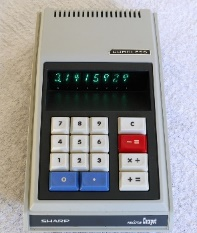 3.1415929
7 8 9 C
4 5 6 - =
1 2 3 × ÷
0 . + =
SHARP Compet